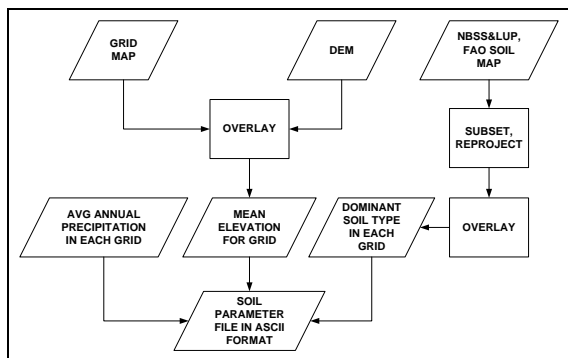 GRID
MAP
DEM
NBSS&LUP,
FAO SOIL
MAP
OVERLAY
SUBSET,
REPROJECT
AVG ANNUAL
PRECIPITATION
IN EACH GRID
MEAN
ELEVATION
FOR GRID
DOMINANT
SOIL TYPE
IN EACH
GRID
OVERLAY
SOIL
PARAMETER
FILE IN ASCII
FORMAT